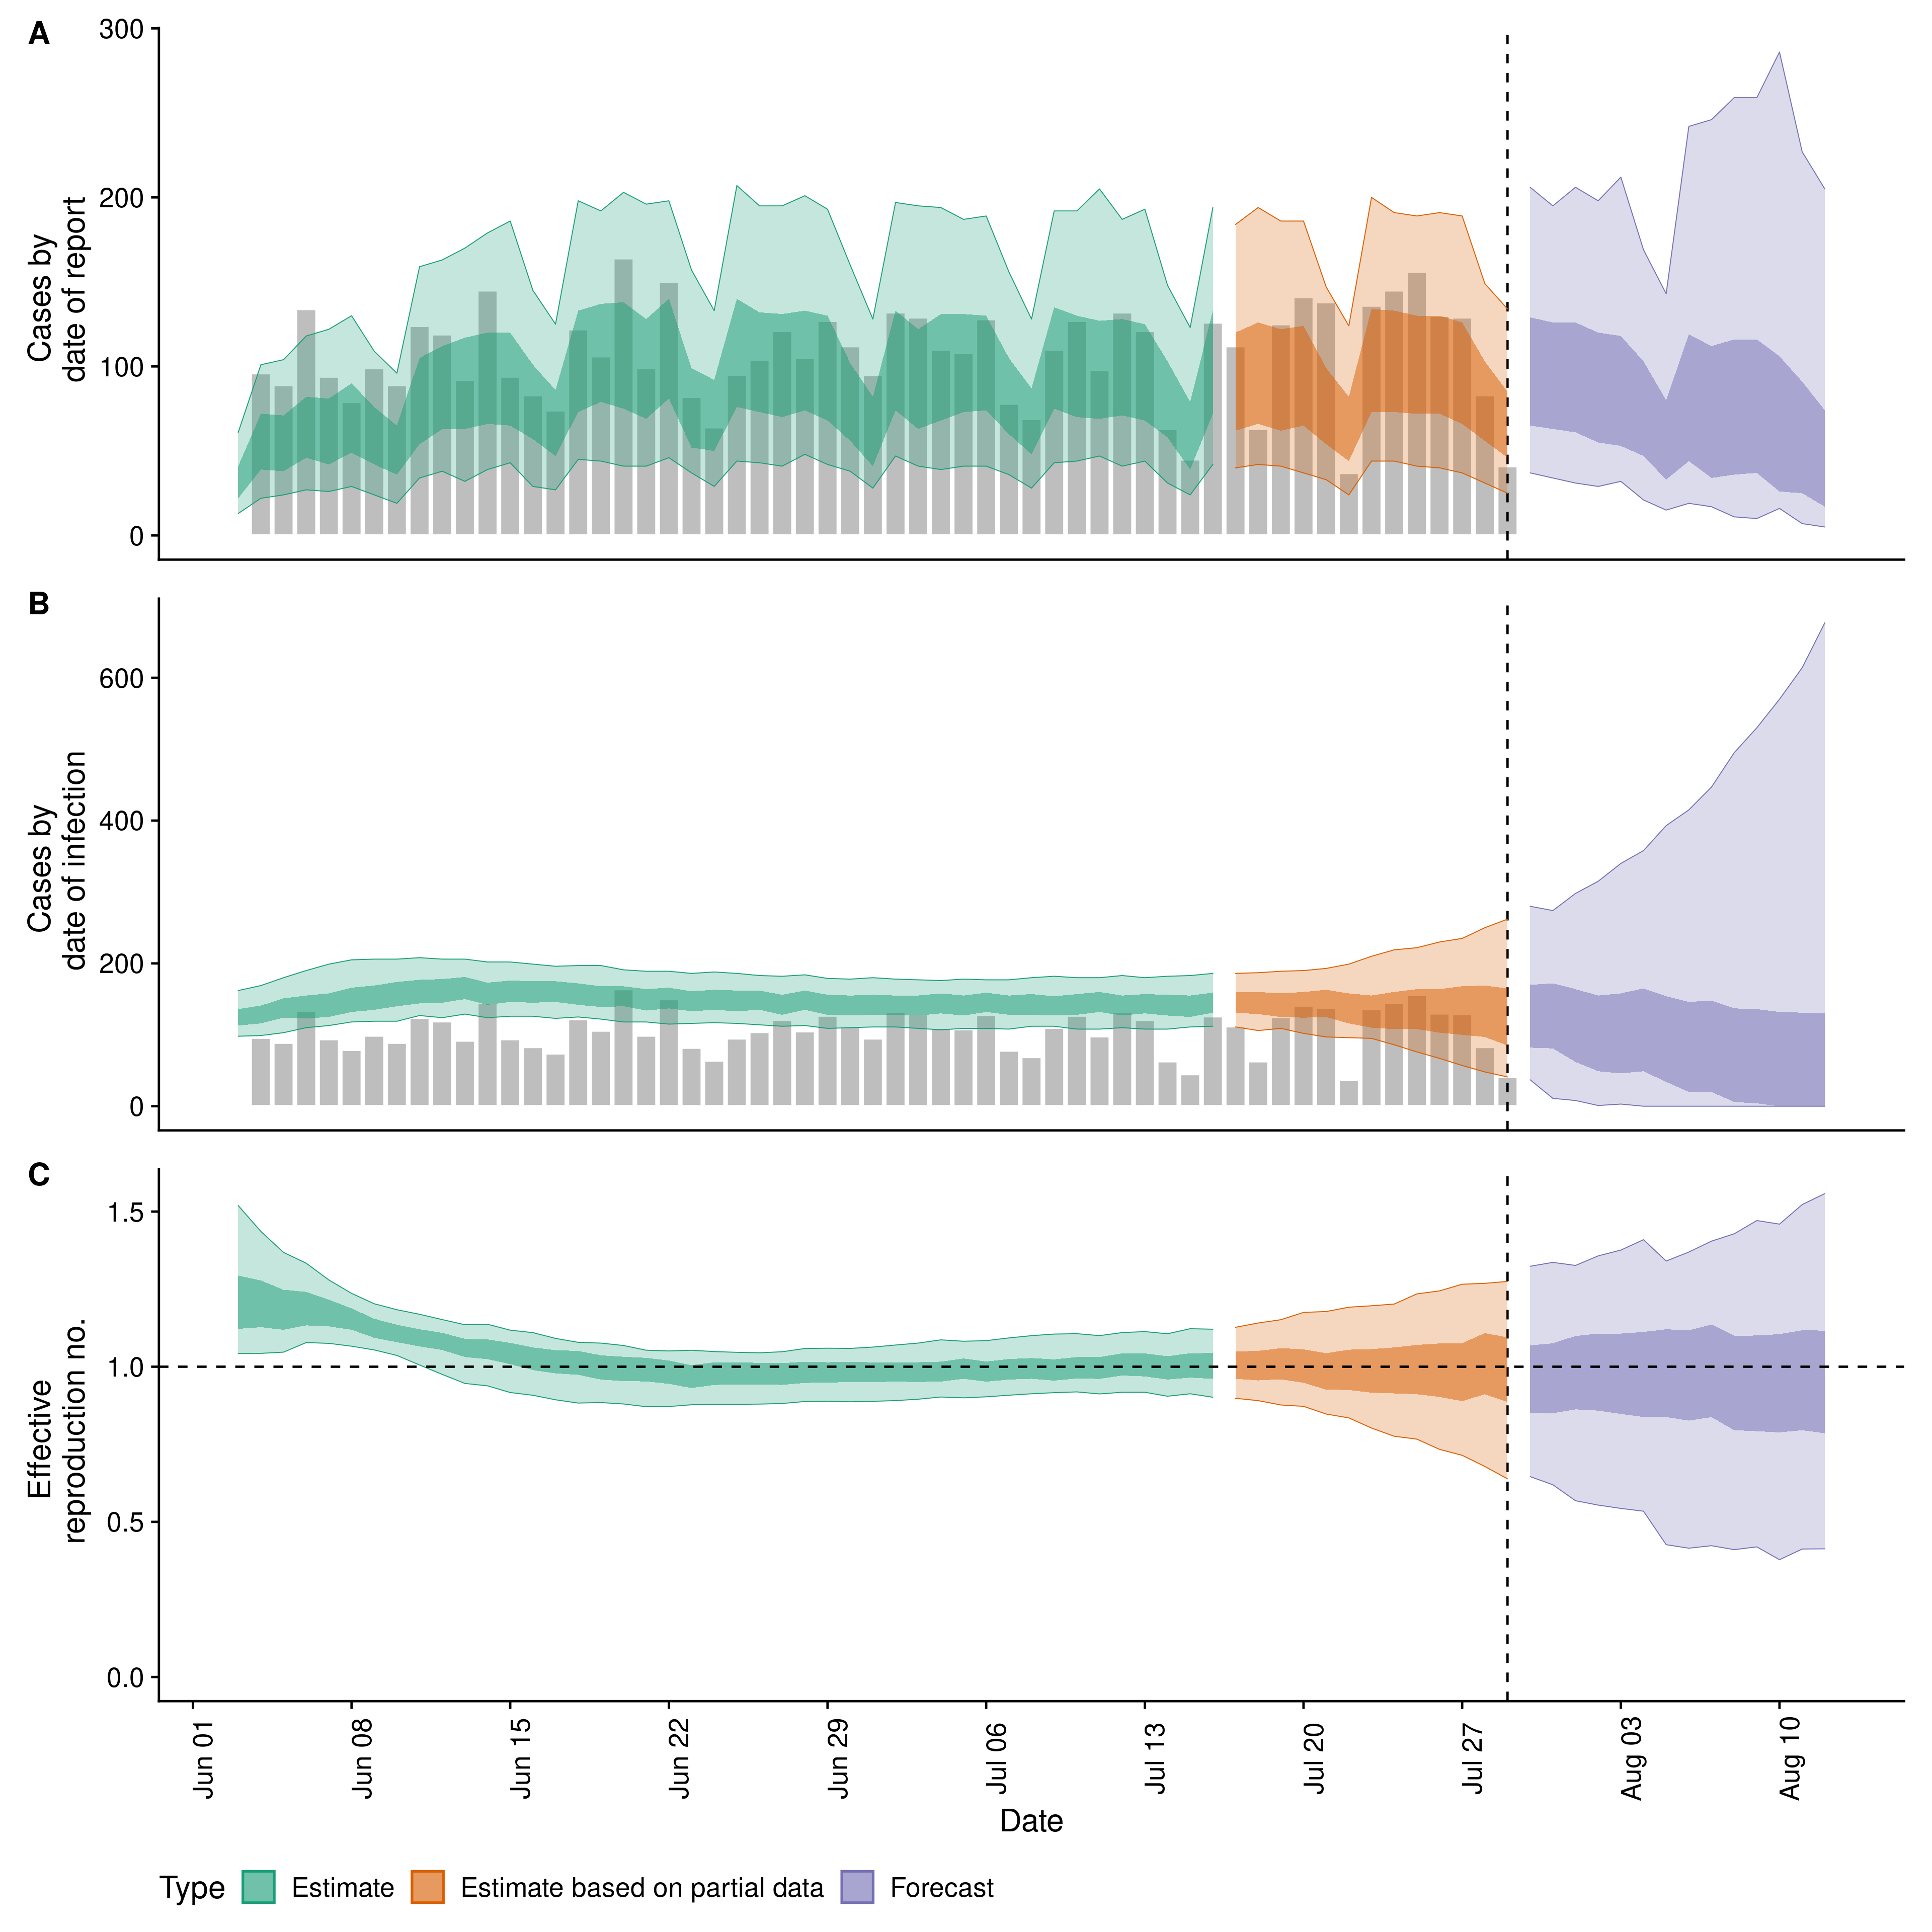 A
300
200
100
0
Cases by
date of report
B
600
400
200
0
Cases by
date of infection
C
1.5
1.0
0.5
0.0
Effective
reproduction no.
Jun 01
Jun 08
Jun 15
Jun 22
Jun 29
Jul 06
Jul 13
Jul 20
Jul 27
Aug 03
Aug 10
Date
Type Estimate Estimate based on partial data Forecast